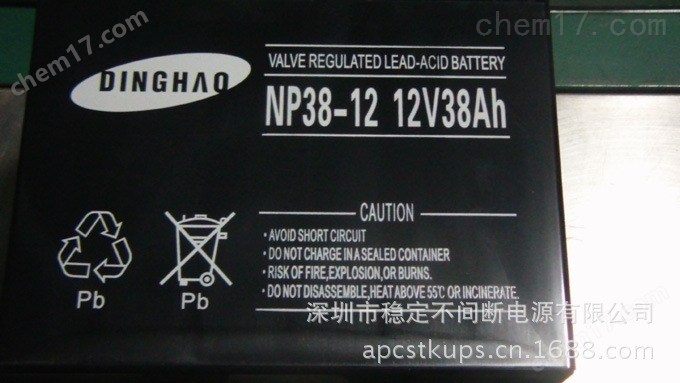 chem17.com
chem17.com
DINGHAO
VALVE REGULATED LEAD-ACID BATTERY
NP38-12 12V38Ah
CAUTION
• AVOID SHORT CIRCUIT
• DO NOT CHARGE IN A SEALED CONTAINER
• RISK OF FIRE,EXPLOSION,OR BURNS.
• DO NOT DISASSEMBLE,HEAT ABOVE 55℃ OR INCINERATE
Pb
Pb
深圳市稳定不间断电源有限公司
apcstkups.cn.1688.com